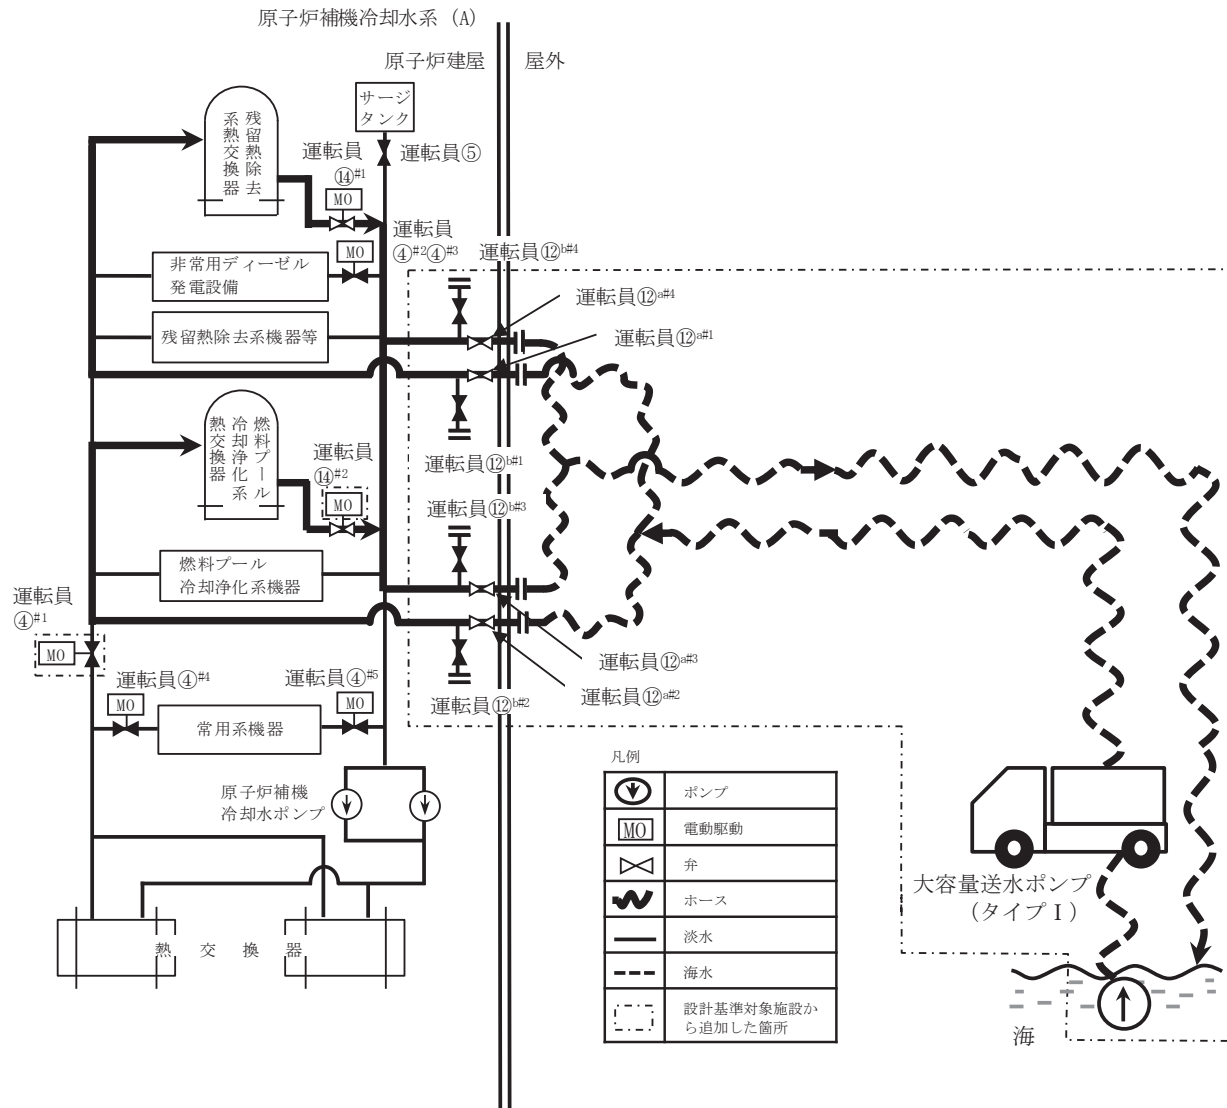 原子炉補機冷却水系 (A)
原子炉建屋
屋外
サージ
タンク
残留熱除去
系熱交換器
運転員
⑭#1
MO
運転員⑤
運転員
④#2④#3
MO
運転員⑫b#4
非常用ディーゼル
発電設備
運転員⑫a#4
残留熱除去系機器等
運転員⑫a#1
燃料プール
冷却浄化系
熱交換器
運転員
⑭#2
MO
運転員⑫b#1
運転員⑫b#3
燃料プール
冷却浄化系機器
運転員
④#1
MO
運転員⑫a#3
運転員④#4
MO
運転員④#5
MO
運転員⑫a#2
運転員⑫b#2
常用系機器
原子炉補機
冷却水ポンプ
熱交換器
凡例
ポンプ
MO
電動駆動
弁
ホース
淡水
海水
設計基準対象施設か
ら追加した箇所
大容量送水ポンプ
(タイプⅠ)
海